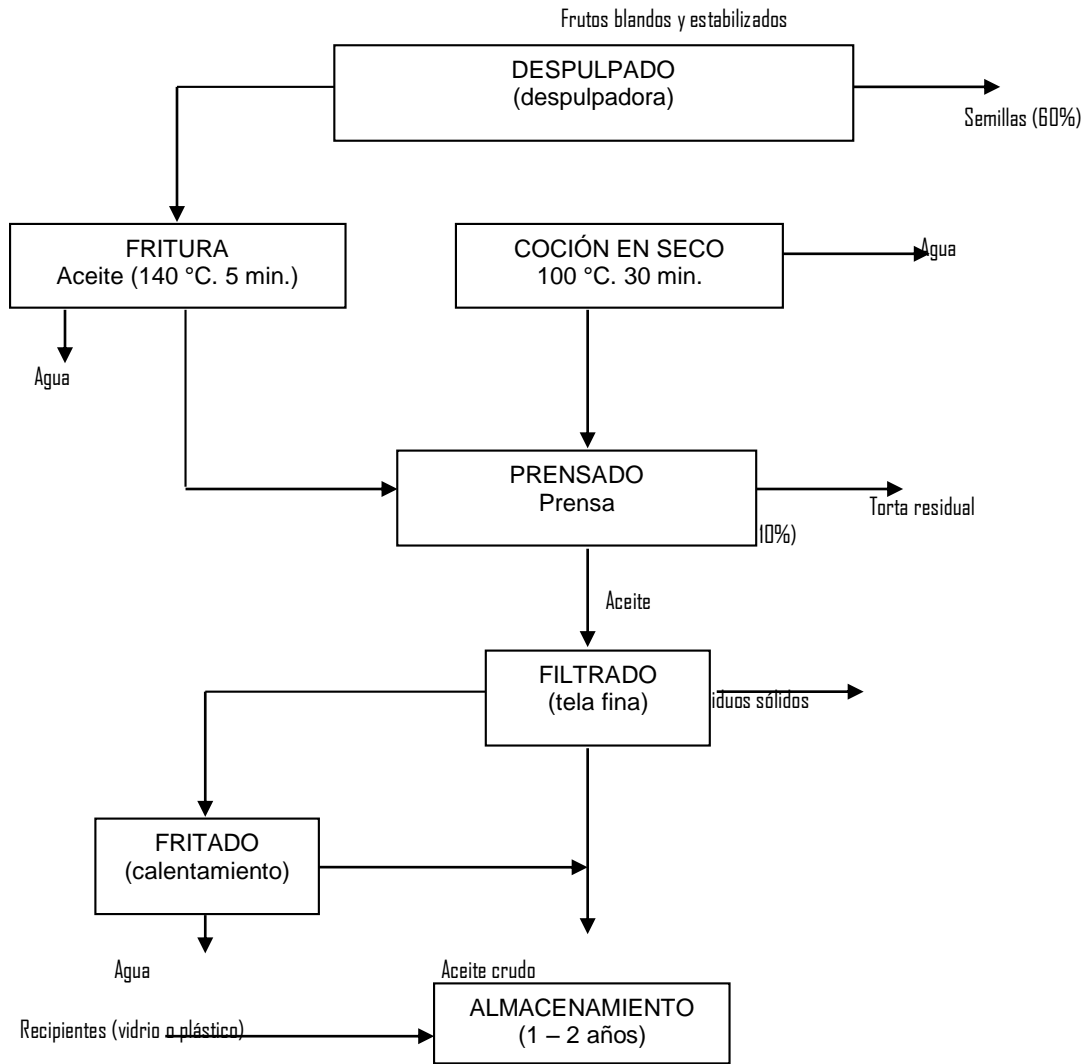 Frutos blandos y estabilizados
DESPULPADO
(despulpadora)
Semillas (60%)
FRITURA
Aceite (140 °C. 5 min.)
COCIÓN EN SECO
100 °C. 30 min.
Agua
Agua
PRENSADO
Prensa
Torta residual
10%)
Aceite
FILTRADO
(tela fina)
iduos sólidos
FRITADO
(calentamiento)
Agua
Aceite crudo
ALMACENAMIENTO
(1 – 2 años)
Recipientes (vidrio o plástico)